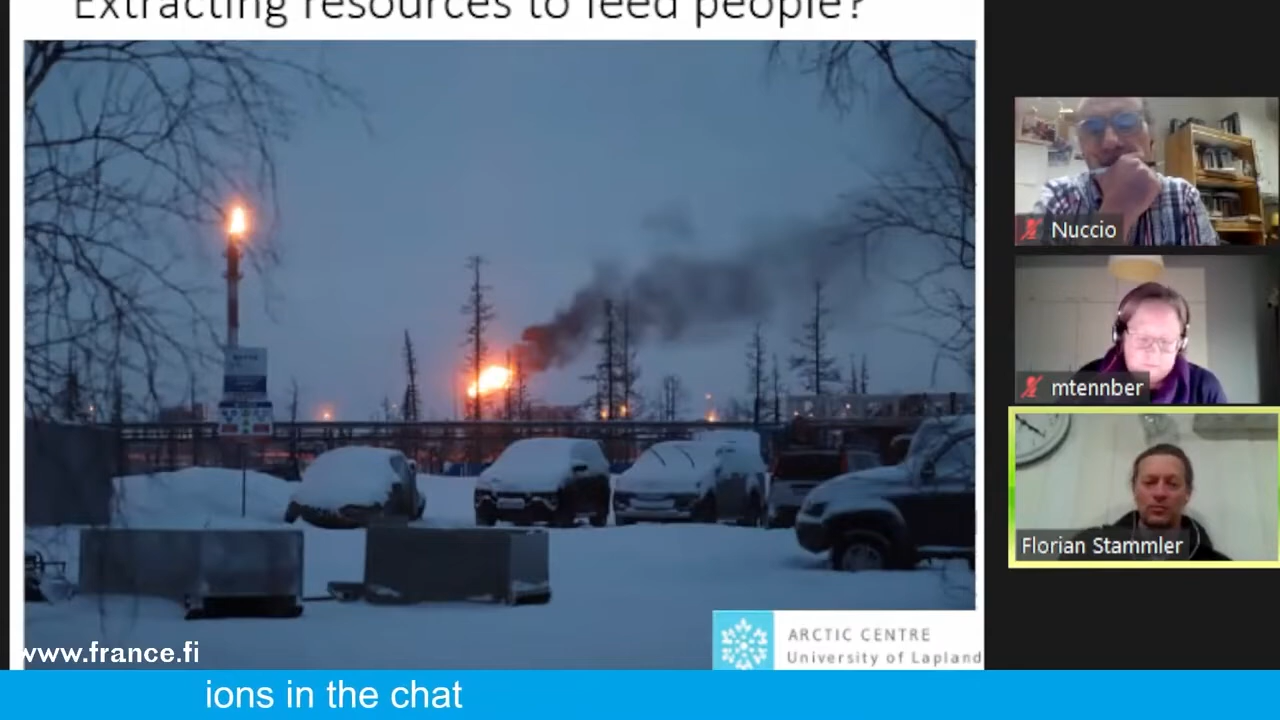 Extracting resources to feed people?
Nuccio
mtennber
Florian Stammler
ARCTIC CENTRE
University of Lapland
www.france.fi
ions in the chat